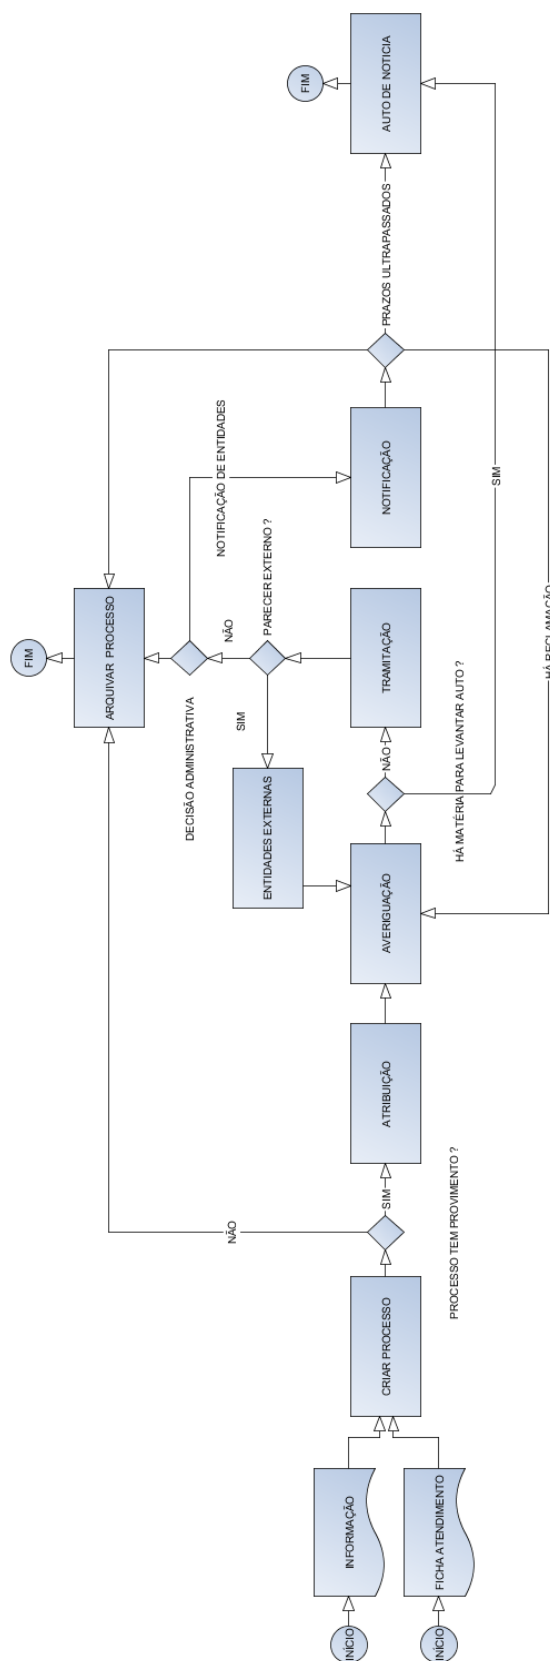 INÍCIO
INFORMAÇÃO
INÍCIO
FICHA ATENDIMENTO
CRIAR PROCESSO
PROCESSO TEM PROVIMENTO ?
NÃO
SIM
ATRIBUIÇÃO
AVERIGUAÇÃO
HÁ MATÉRIA PARA LEVANTAR AUTO ?
NÃO
SIM
TRAMITAÇÃO
PARECER EXTERNO ?
SIM
ENTIDADES EXTERNAS
NÃO
DECISÃO ADMINISTRATIVA
ARQUIVAR PROCESSO
FIM
NOTIFICAÇÃO DE ENTIDADES
NOTIFICAÇÃO
HÁ RECLAMAÇÃO
PRAZOS ULTRAPASSADOS
AUTO DE NOTICIA
FIM